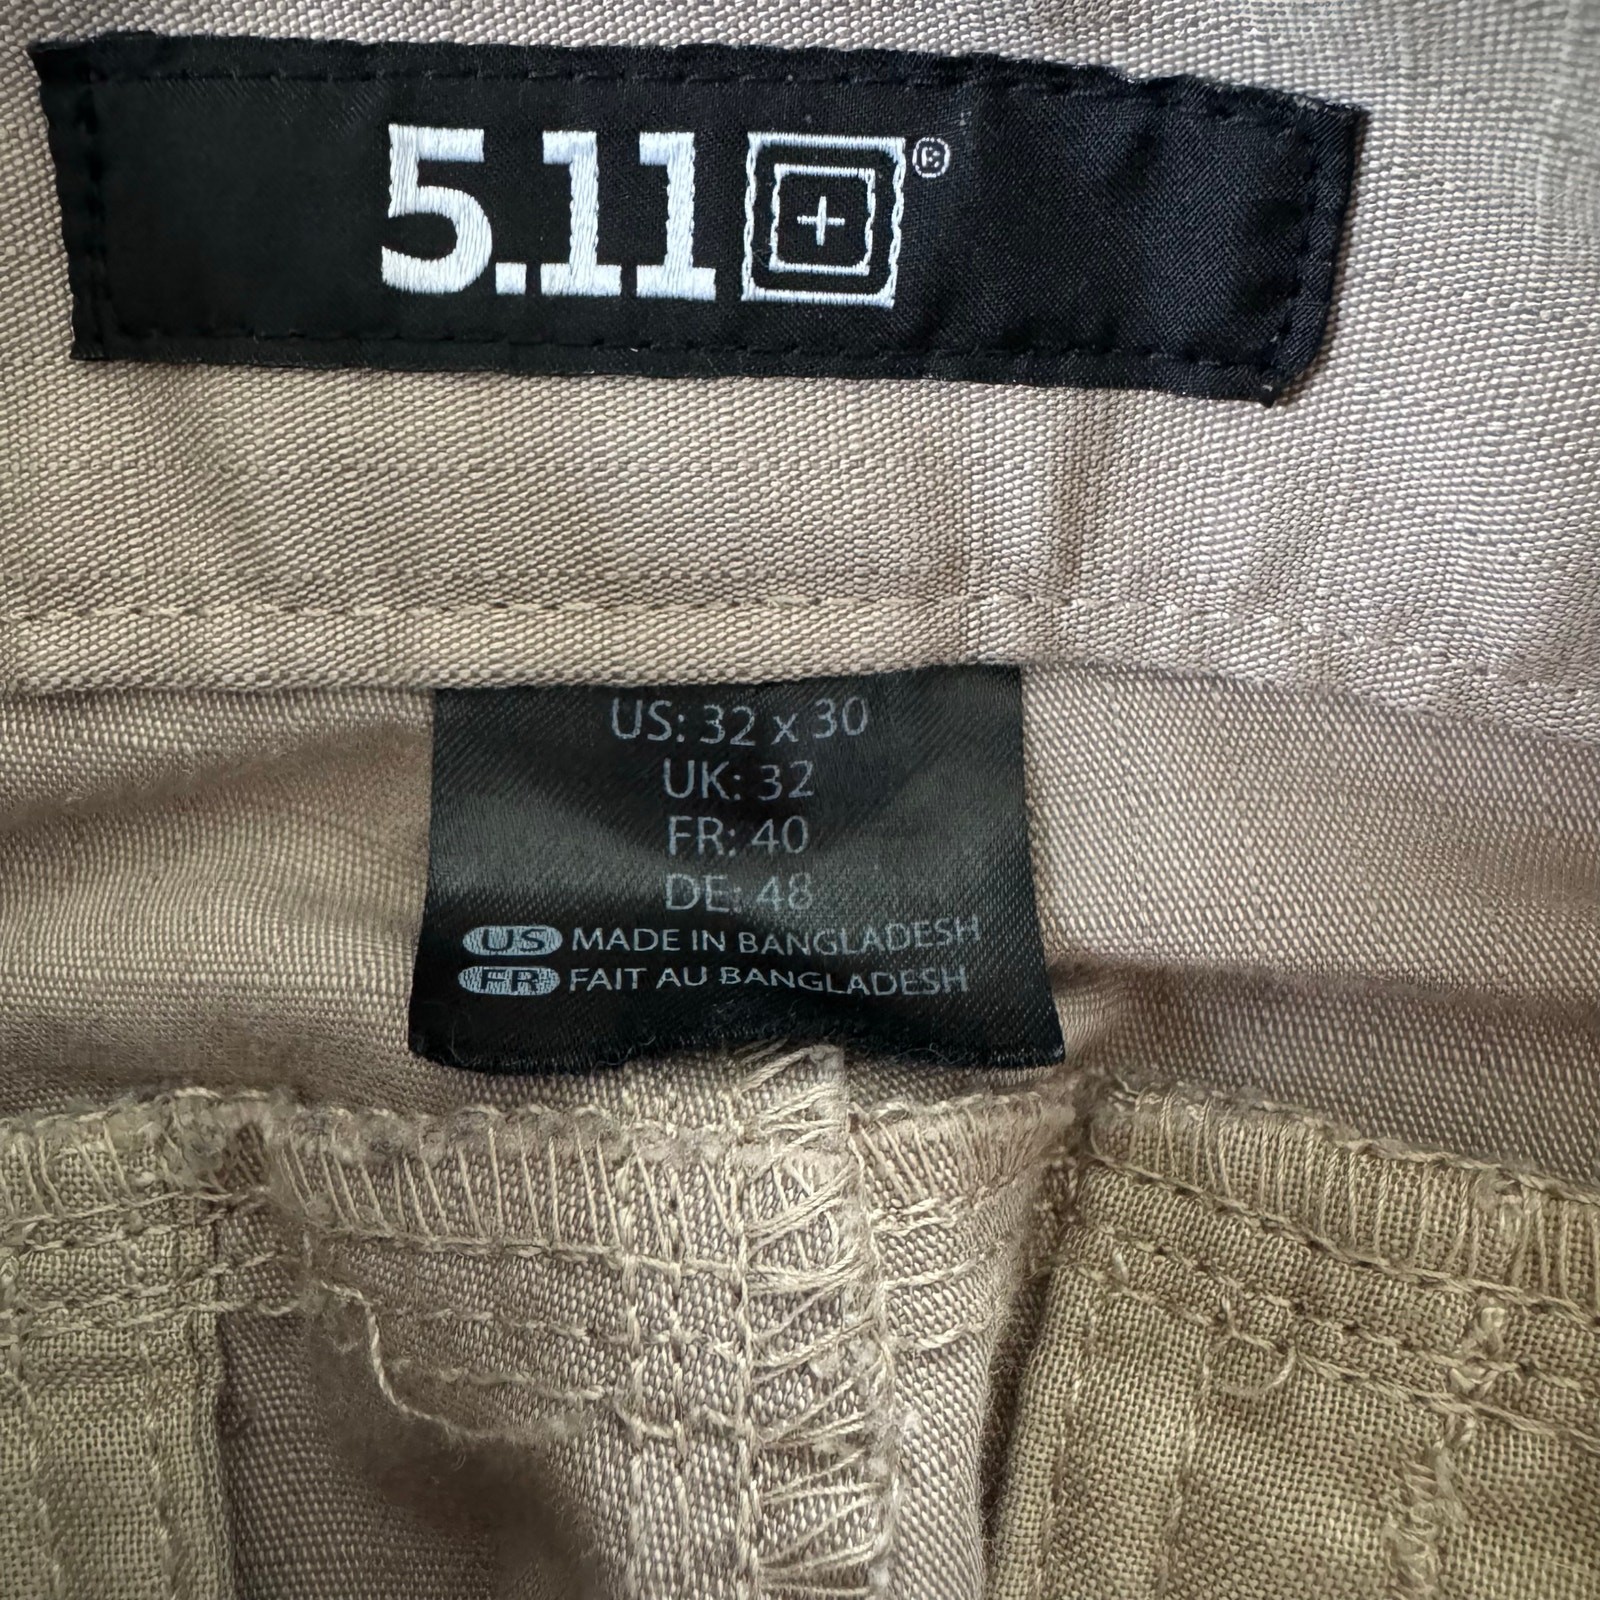 5.11®
US: 32 x 30
UK: 32
FR: 40
DE: 48
US MADE IN BANGLADESH
FR FAIT AU BANGLADESH